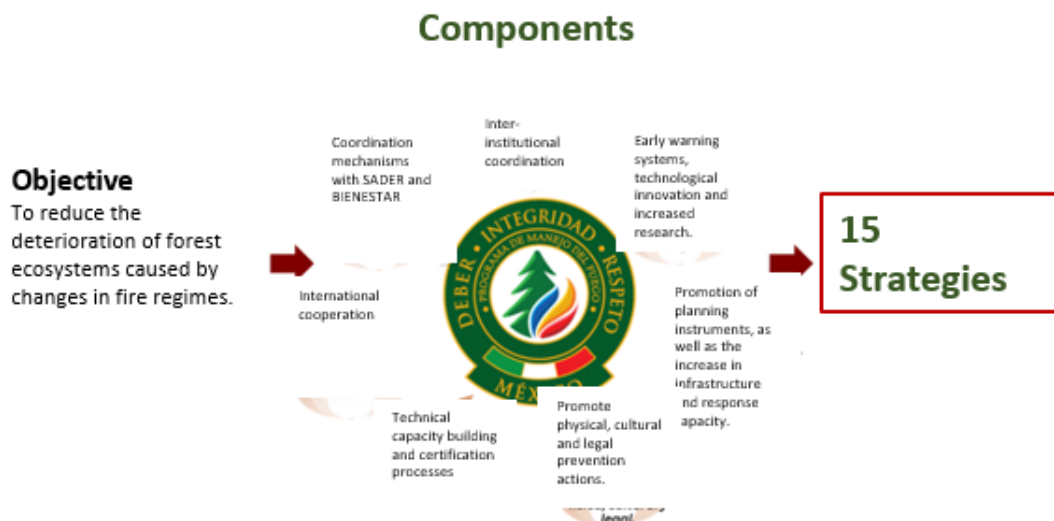 Components
Objective
To reduce the
deterioration of forest
ecosystems caused by
changes in fire regimes.
Coordination
mechanisms
with SADER and
BIENESTAR
Inter-
institutional
coordination
Early warning
systems,
technological
innovation and
increased
research.
Promotion of
planning
instruments, as
well as the
increase in
infrastructure
nd response
apacity.
Promote
physical, cultural
and legal
prevention
actions.
Technical
capacity building
and certification
processes
International
cooperation
DEBER • INTEGRIDAD • RESPETO
PROGRAMA DE MANEJO DEL FUEGO
15
Strategies
legal